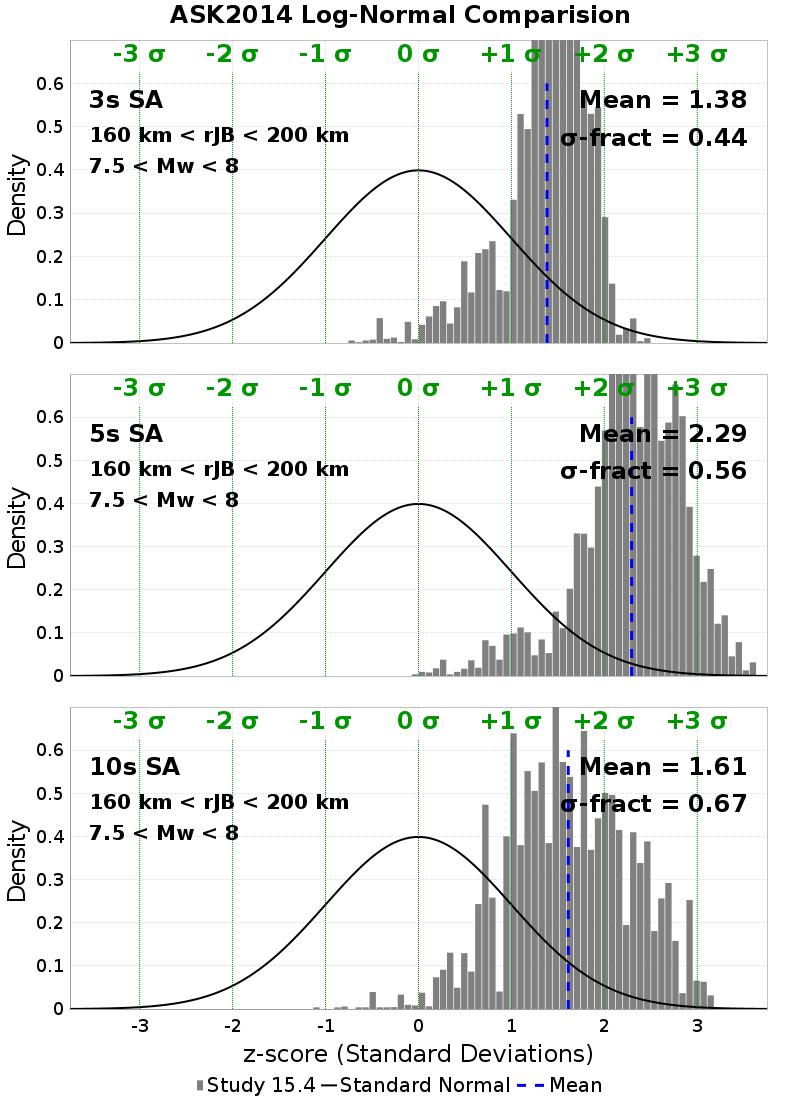 ASK2014 Log-Normal Comparision
-3 σ -2 σ -1 σ 0 σ +1 σ +2 σ +3 σ
3s SA
160 km < rJB < 200 km
7.5 < Mw < 8
Mean = 1.38
σ-fract = 0.44
Density
0.6
0.5
0.4
0.3
0.2
0.1
0
-3 σ -2 σ -1 σ 0 σ +1 σ +2 σ +3 σ
5s SA
160 km < rJB < 200 km
7.5 < Mw < 8
Mean = 2.29
σ-fract = 0.56
Density
0.6
0.5
0.4
0.3
0.2
0.1
0
-3 σ -2 σ -1 σ 0 σ +1 σ +2 σ +3 σ
10s SA
160 km < rJB < 200 km
7.5 < Mw < 8
Mean = 1.61
σ-fract = 0.67
Density
0.6
0.5
0.4
0.3
0.2
0.1
0
-3 -2 -1 0 1 2 3
z-score (Standard Deviations)
Study 15.4 Standard Normal Mean